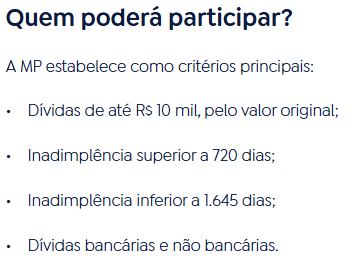 Quem poderá participar?
A MP estabelece como critérios principais:
• Dívidas de até R$ 10 mil, pelo valor original;
• Inadimplência superior a 720 dias;
• Inadimplência inferior a 1.645 dias;
• Dívidas bancárias e não bancárias.